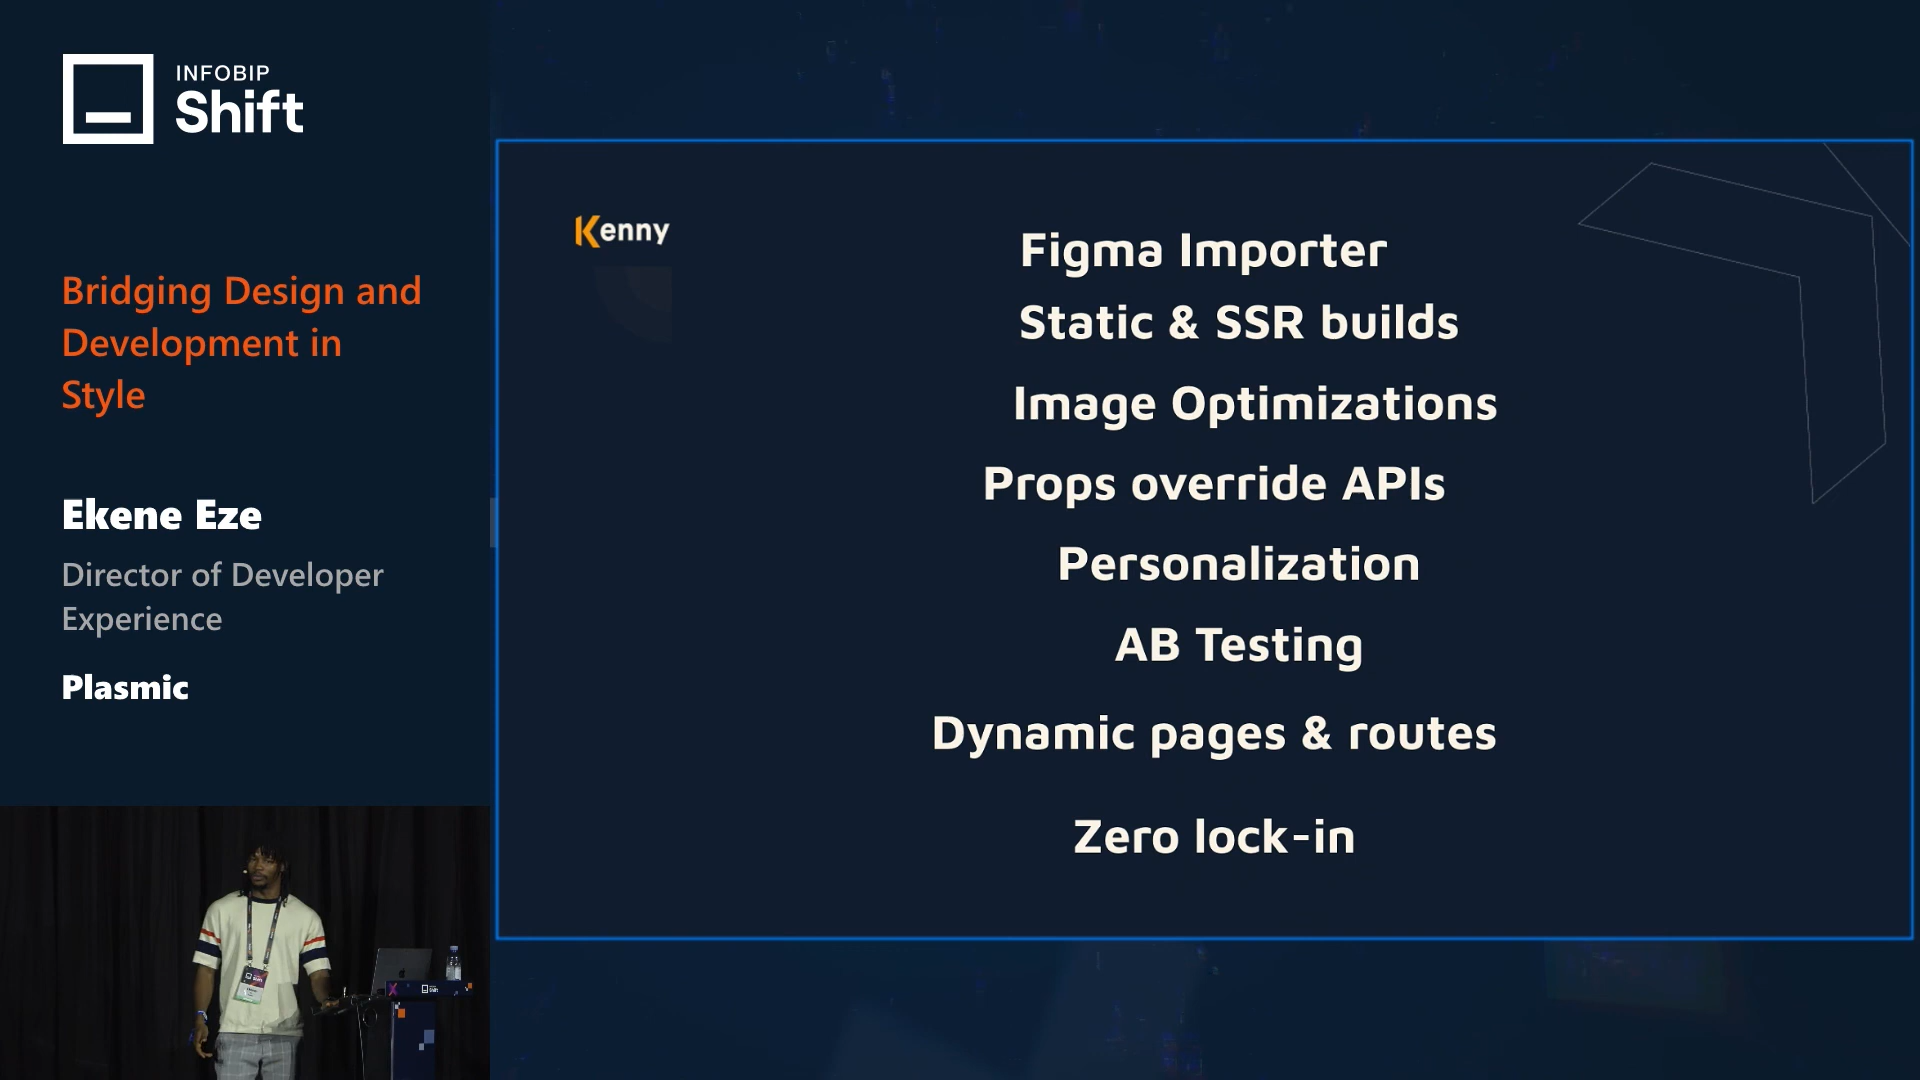 INFOBIP
Shift
Bridging Design and
Development in
Style
Ekene Eze
Director of Developer
Experience
Plasmic
Kenny
Figma Importer
Static & SSR builds
Image Optimizations
Props override APIs
Personalization
AB Testing
Dynamic pages & routes
Zero lock-in